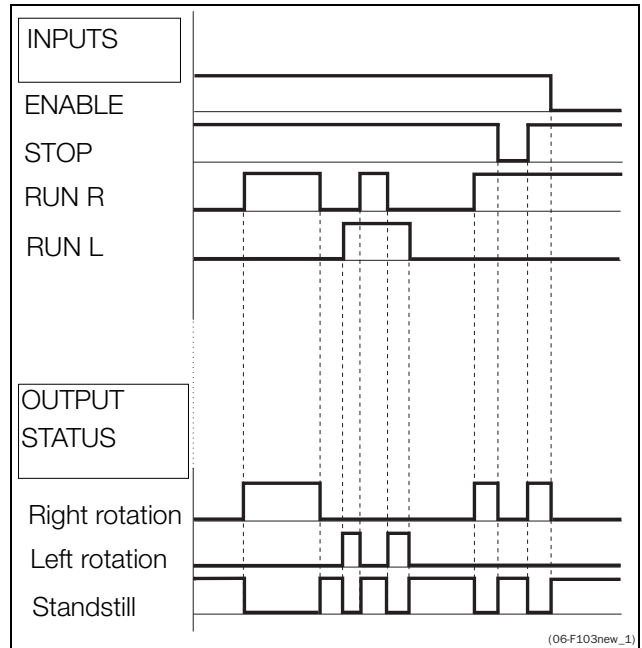 INPUTS
ENABLE
STOP
RUN R
RUN L
OUTPUT
STATUS
Right rotation
Left rotation
Standstill
(06-F103new_1)